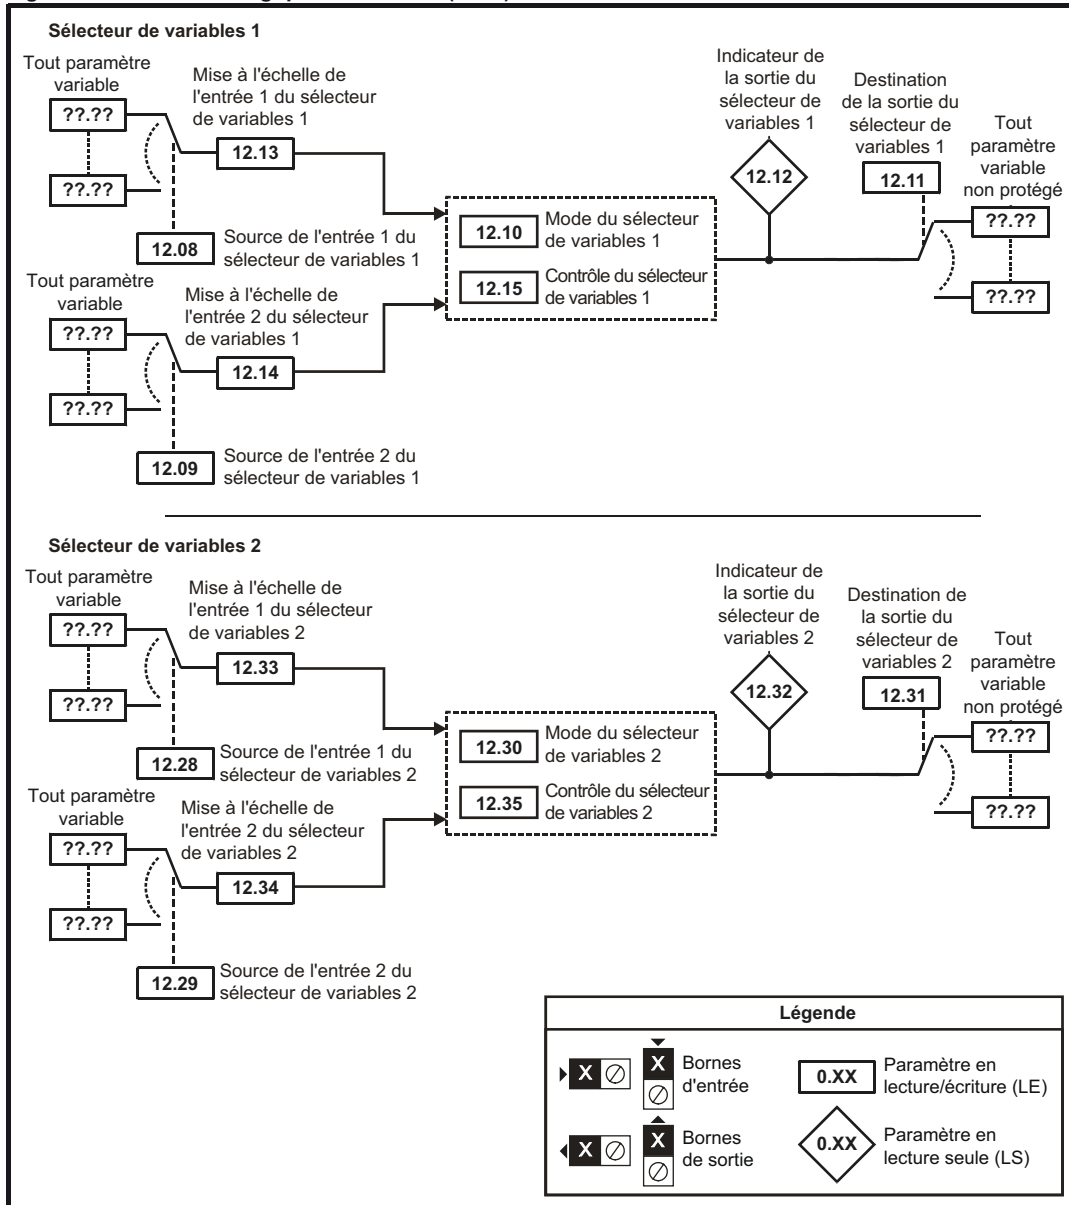 Sélecteur de variables 1
Tout paramètre
variable
??.??
??.??
Mise à l'échelle de
l'entrée 1 du sélecteur
de variables 1
12.13
12.08
Source de l'entrée 1 du
sélecteur de variables 1
Tout paramètre
variable
??.??
??.??
Mise à l'échelle de
l'entrée 2 du sélecteur
de variables 1
12.14
12.09
Source de l'entrée 2 du
sélecteur de variables 1
12.10
Mode du sélecteur
de variables 1
12.15
Contrôle du sélecteur
de variables 1
Indicateur de
la sortie du
sélecteur de
variables 1
12.12
Destination
de la sortie du
sélecteur de
variables 1
12.11
Tout
paramètre
variable
non protégé
??.??
??.??
Sélecteur de variables 2
Tout paramètre
variable
??.??
??.??
Mise à l'échelle de
l'entrée 1 du sélecteur
de variables 2
12.33
12.28
Source de l'entrée 1 du
sélecteur de variables 2
Tout paramètre
variable
??.??
??.??
Mise à l'échelle de
l'entrée 2 du sélecteur
de variables 2
12.34
12.29
Source de l'entrée 2 du
sélecteur de variables 2
12.30
Mode du sélecteur
de variables 2
12.35
Contrôle du sélecteur
de variables 2
Indicateur de
la sortie du
sélecteur de
variables 2
12.32
Destination de
la sortie du
sélecteur de
variables 2
12.31
Tout
paramètre
variable
non protégé
??.??
??.??
Légende
X
X
Bornes
d'entrée
0.XX
Paramètre en
lecture/écriture (LE)
X
X
Bornes
de sortie
0.XX
Paramètre en
lecture seule (LS)